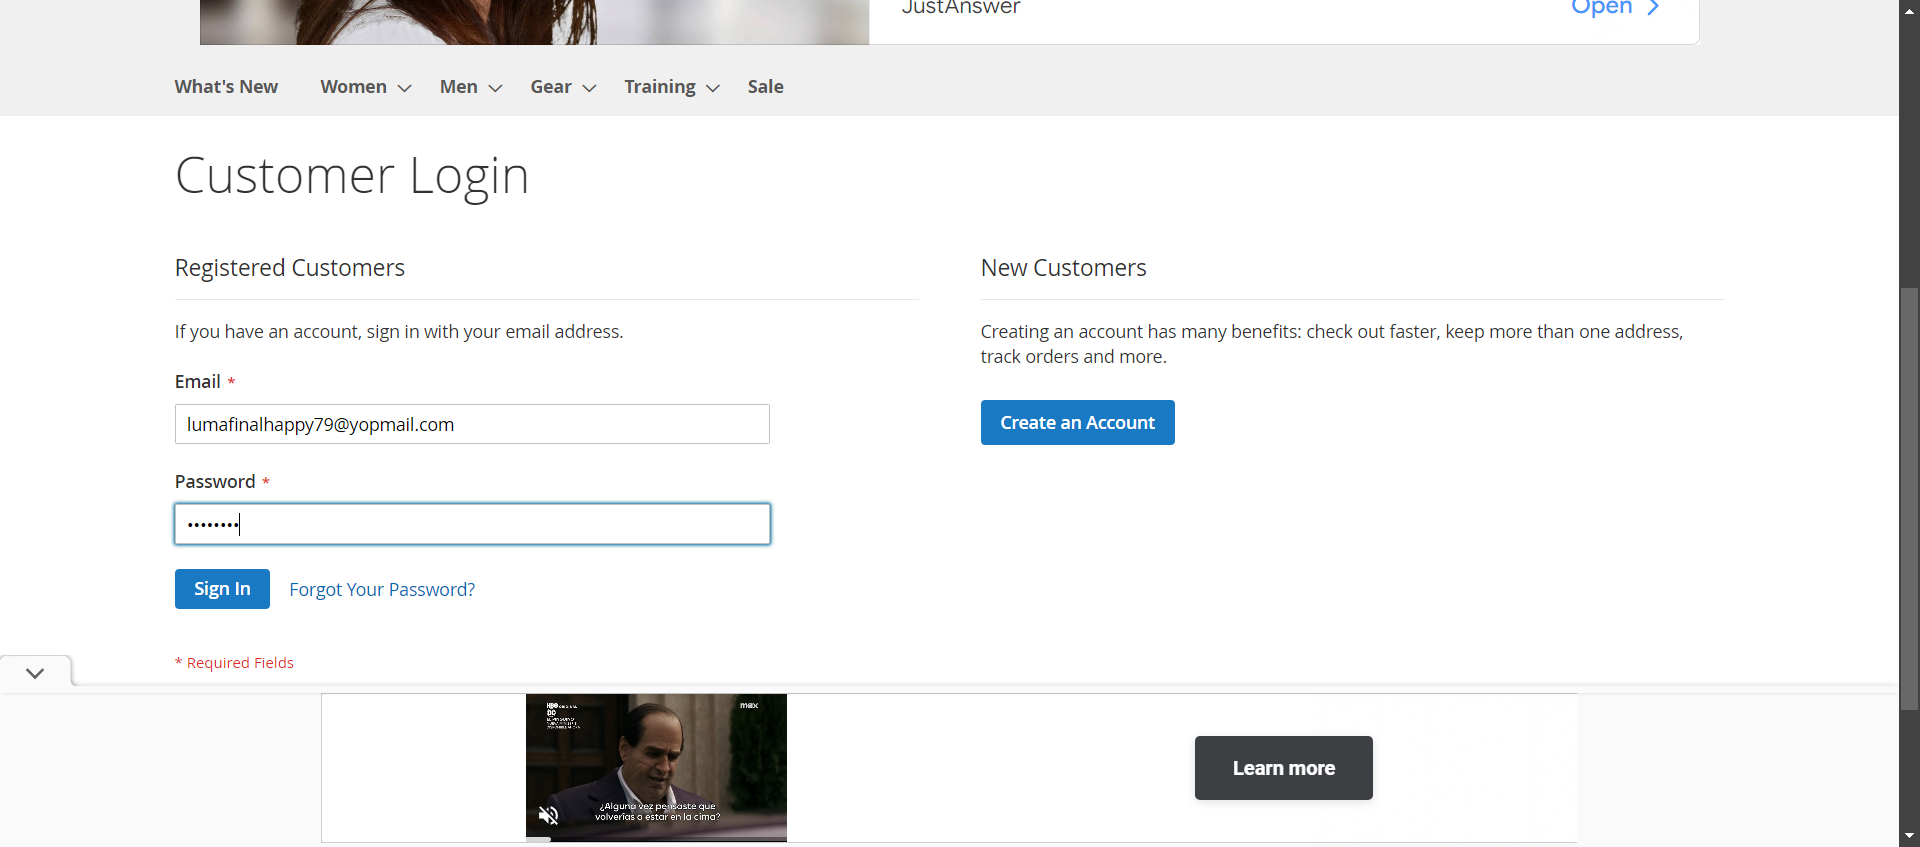 JustAnswer
Open
What's New Women Men Gear Training Sale
Customer Login
Registered Customers
If you have an account, sign in with your email address.
Email *
lumafinalhappy79@yopmail.com
Password *
••••••••
Sign In Forgot Your Password?
* Required Fields
New Customers
Creating an account has many benefits: check out faster, keep more than one address,
track orders and more.
Create an Account
HBO ORIGINAL
max
¿Alguna vez pensaste que
volverías a estar en la cima?
Learn more